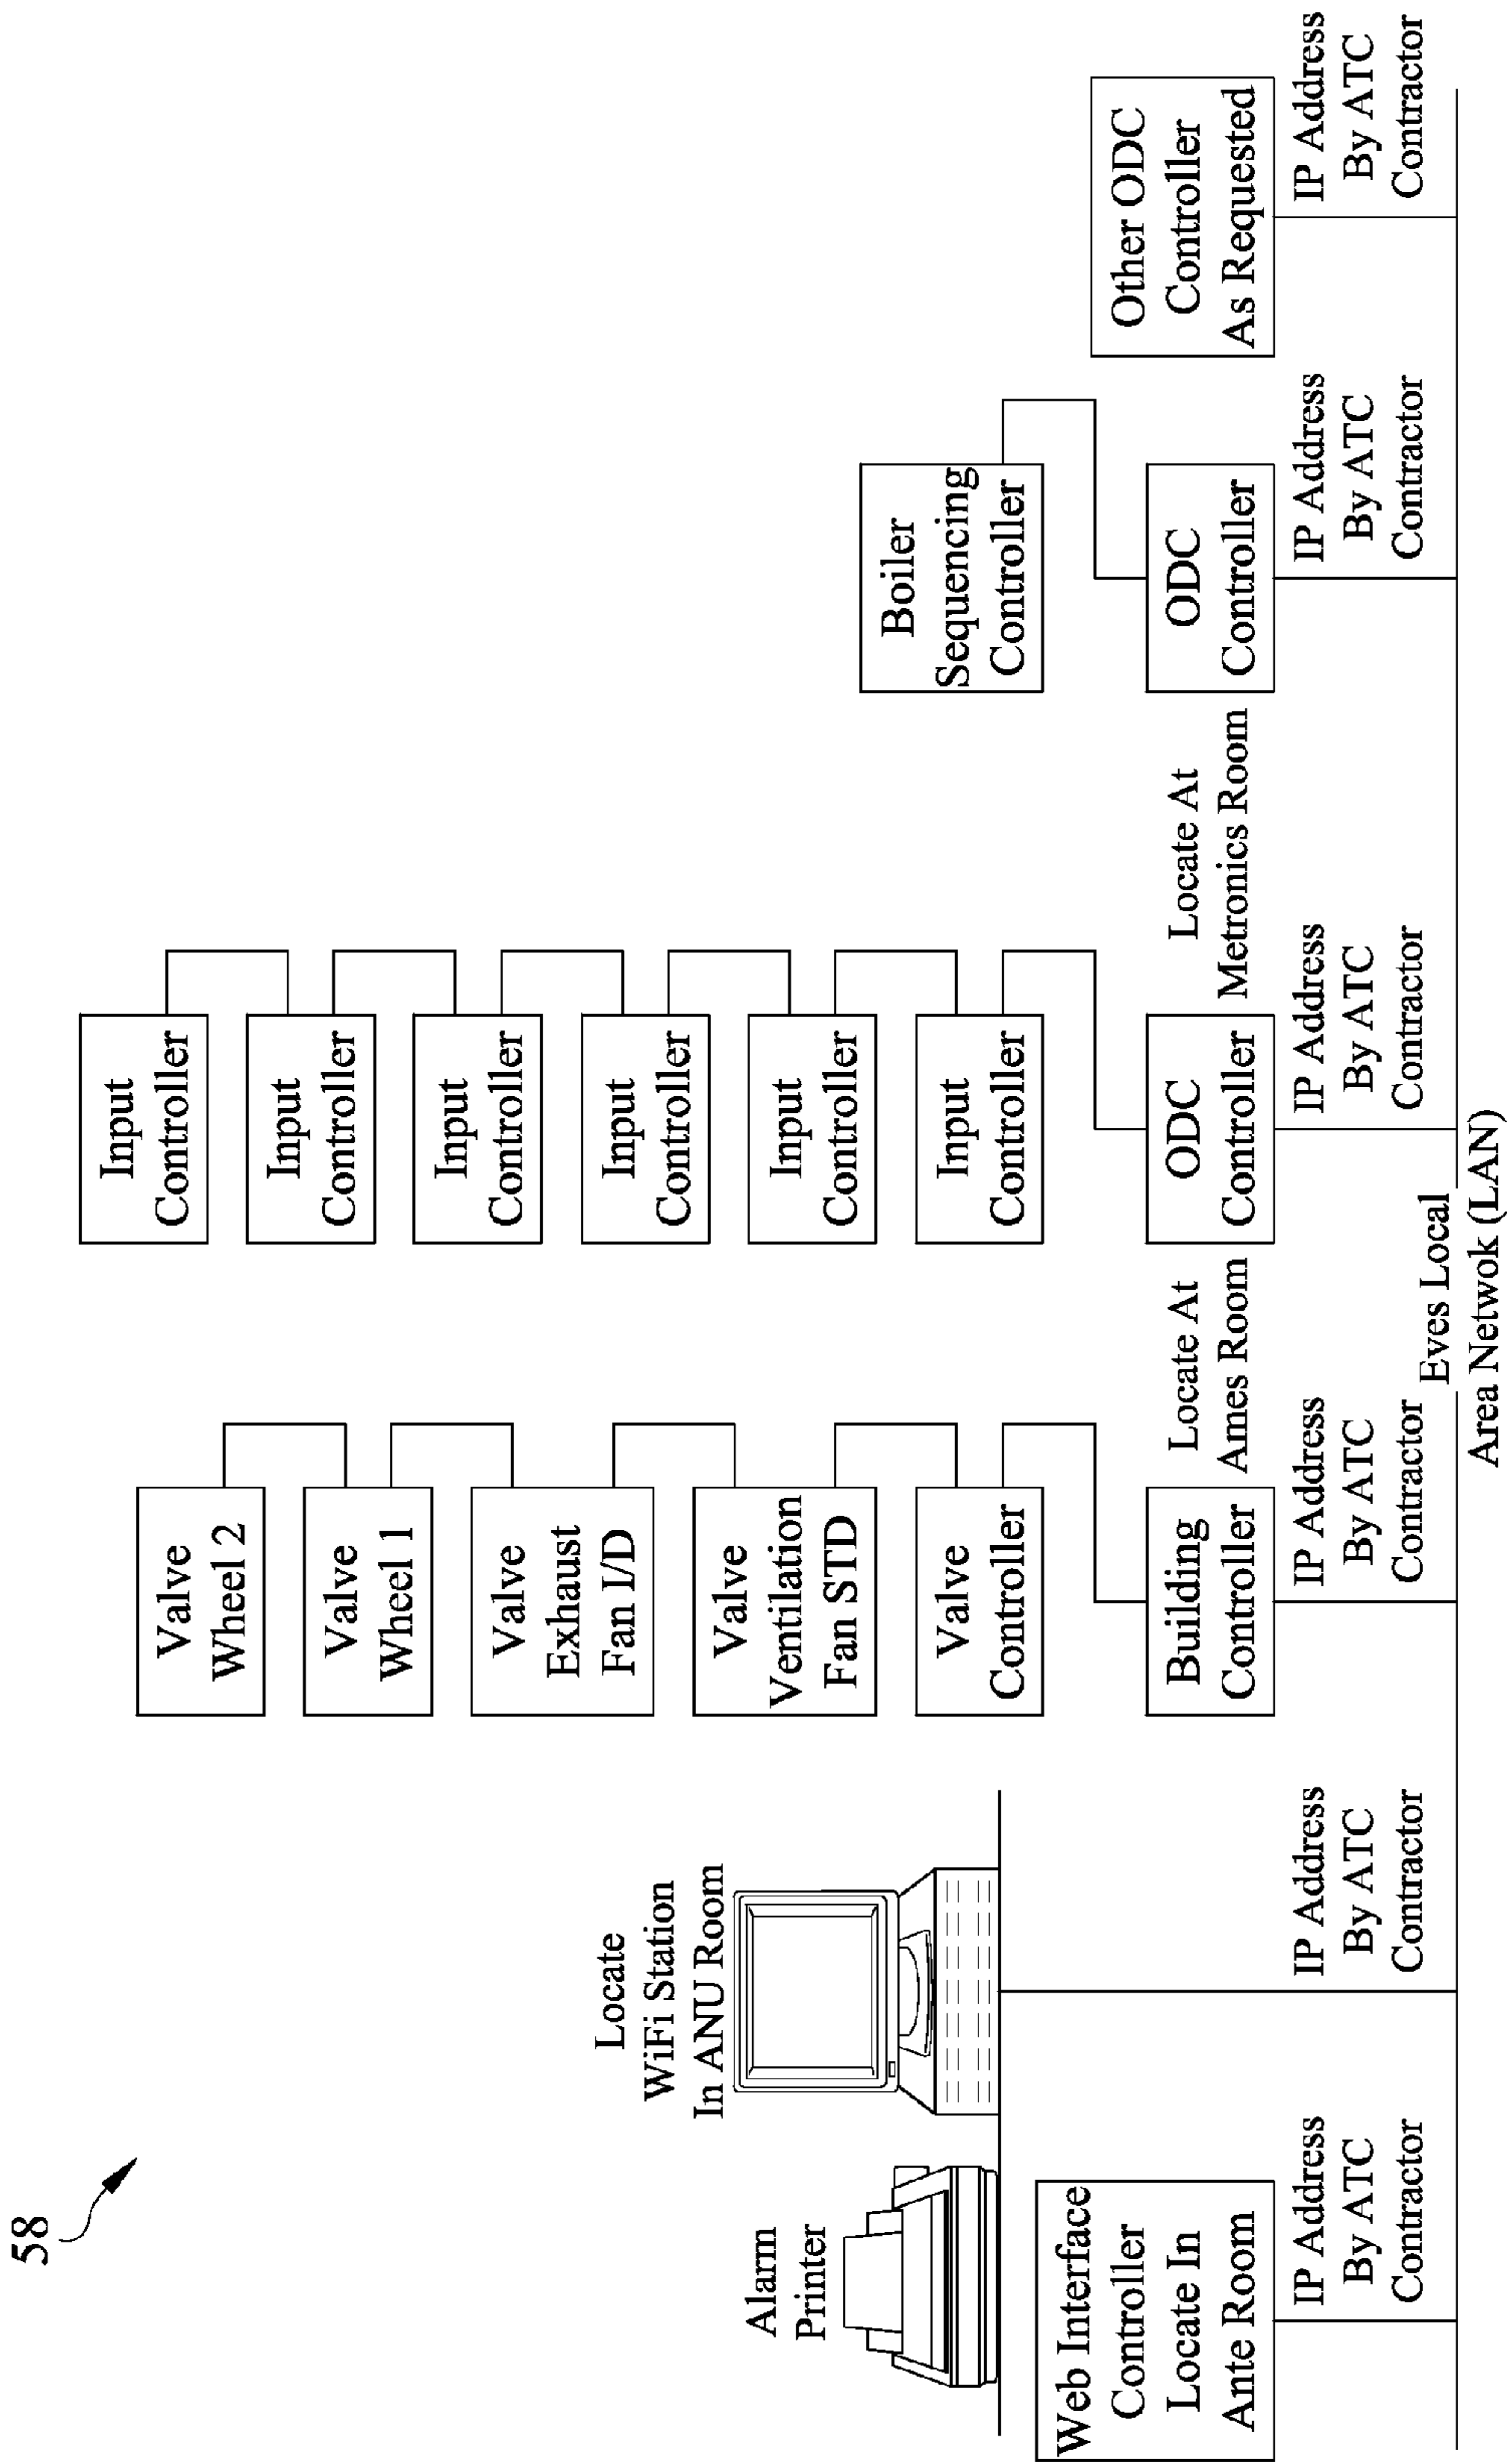 58
Alarm
Printer
Locate
WiFi Station
In ANU Room
Web Interface
Controller
Locate In
Ante Room
IP Address
By ATC
Contractor
IP Address
By ATC
Contractor
Valve
Wheel 2
Valve
Wheel 1
Valve
Exhaust
Fan I/D
Valve
Ventilation
Fan STD
Valve
Controller
Building
Controller
IP Address
By ATC
Contractor
Locate At
Ames Room
Eves Local
Area Netwok (LAN)
Input
Controller
Input
Controller
Input
Controller
Input
Controller
Input
Controller
Input
Controller
ODC
Controller
IP Address
By ATC
Contractor
Locate At
Metronics Room
Boiler
Sequencing
Controller
ODC
Controller
IP Address
By ATC
Contractor
Other ODC
Controller
As Requested
IP Address
By ATC
Contractor